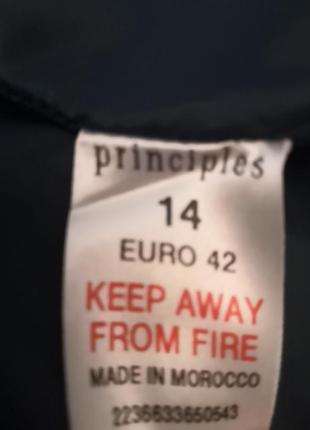 principles
14
EURO 42
KEEP AWAY
FROM FIRE
MADE IN MOROCCO
2236633650543